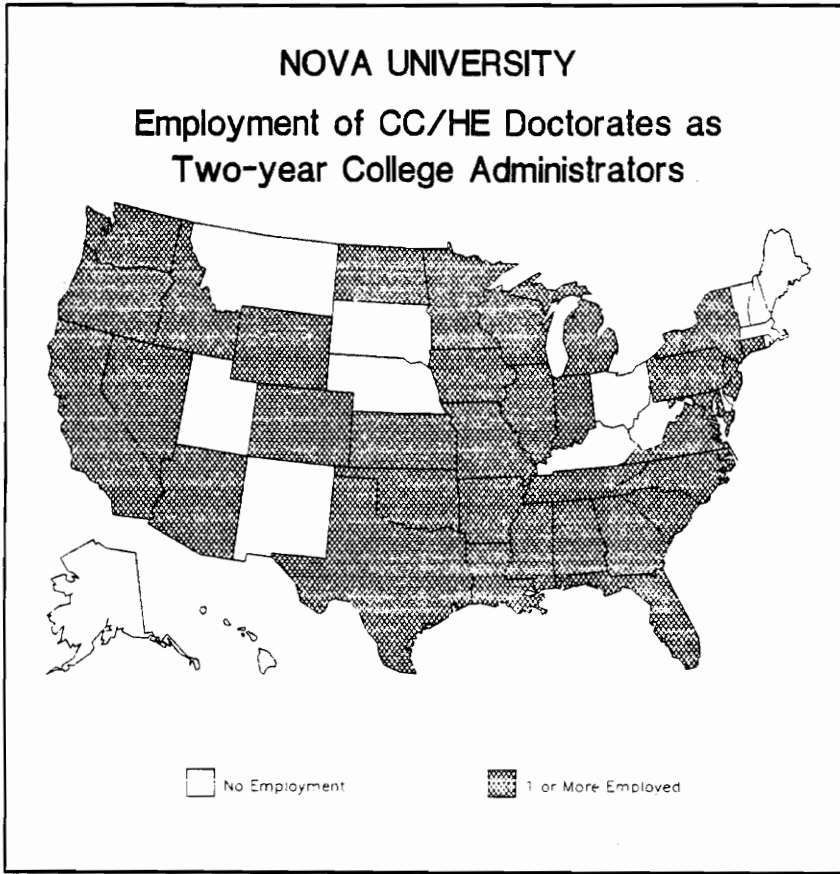 NOVA UNIVERSITY
Employment of CC/HE Doctorates as
Two-year College Administrators
No Employment
1 or More Employed